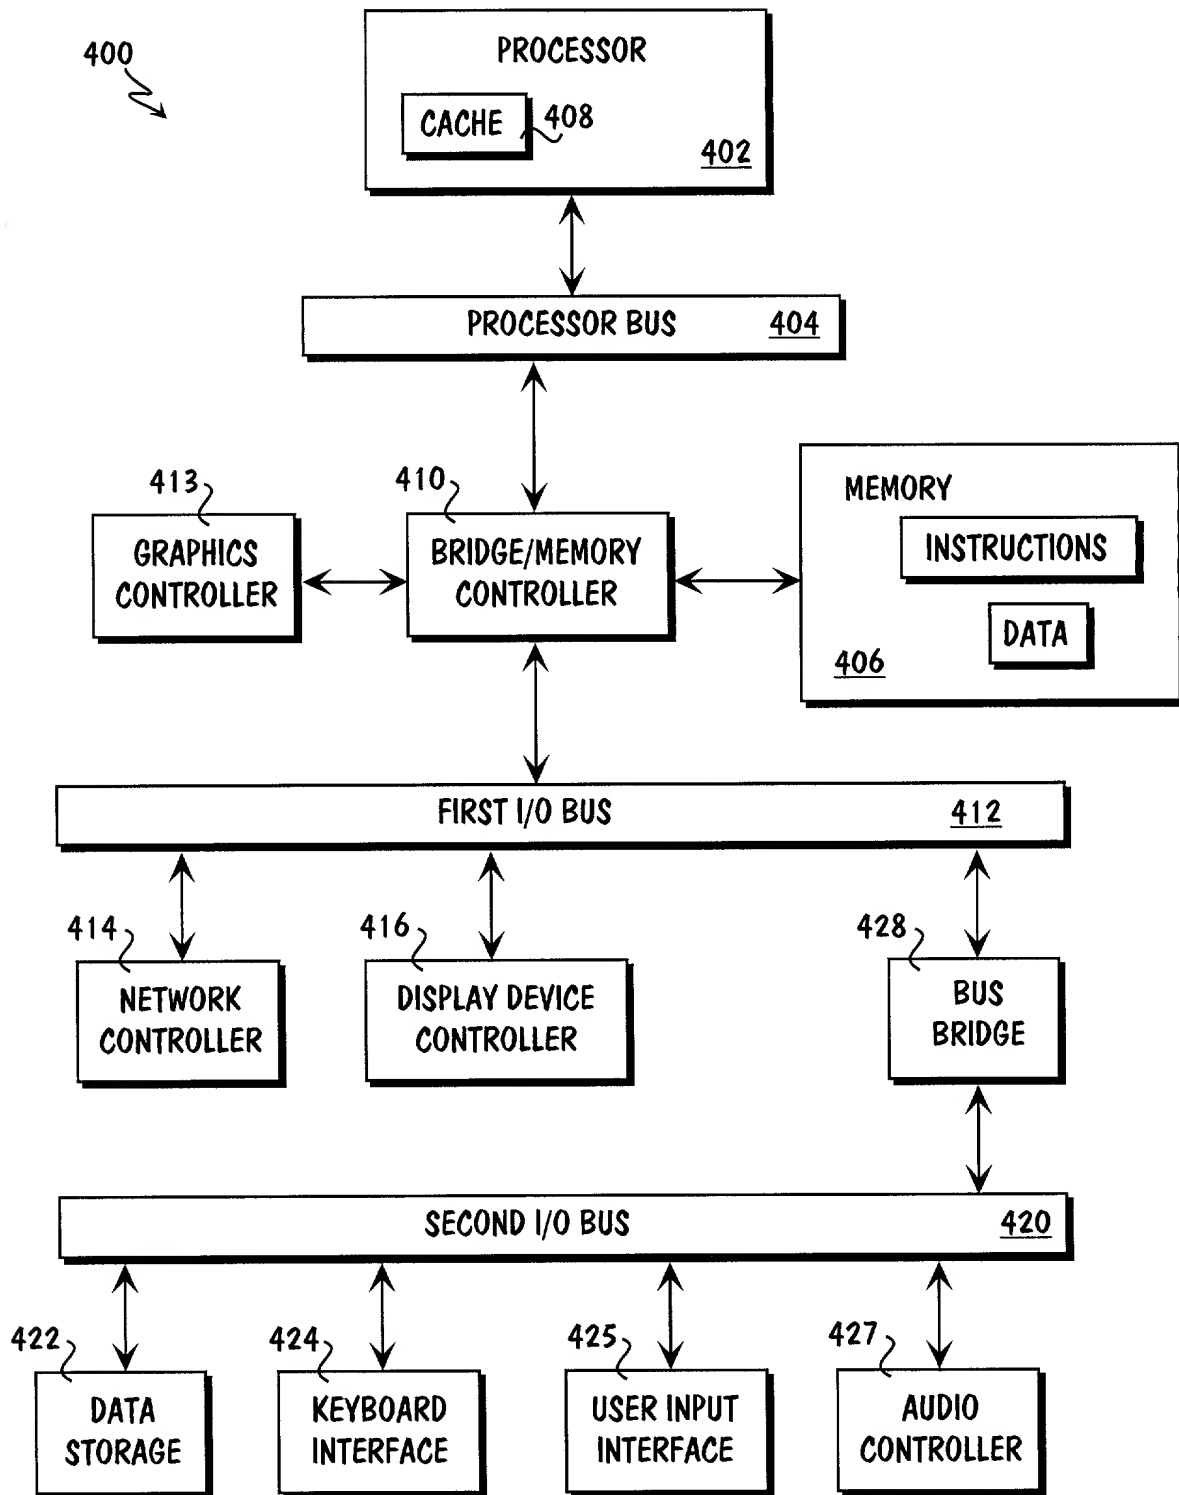 400
PROCESSOR
CACHE
408
402
PROCESSOR BUS
404
413
410
GRAPHICS
CONTROLLER
BRIDGE/MEMORY
CONTROLLER
MEMORY
INSTRUCTIONS
DATA
406
FIRST I/O BUS
412
414
416
428
NETWORK
CONTROLLER
DISPLAY DEVICE
CONTROLLER
BUS
BRIDGE
SECOND I/O BUS
420
422
424
425
427
DATA
STORAGE
KEYBOARD
INTERFACE
USER INPUT
INTERFACE
AUDIO
CONTROLLER